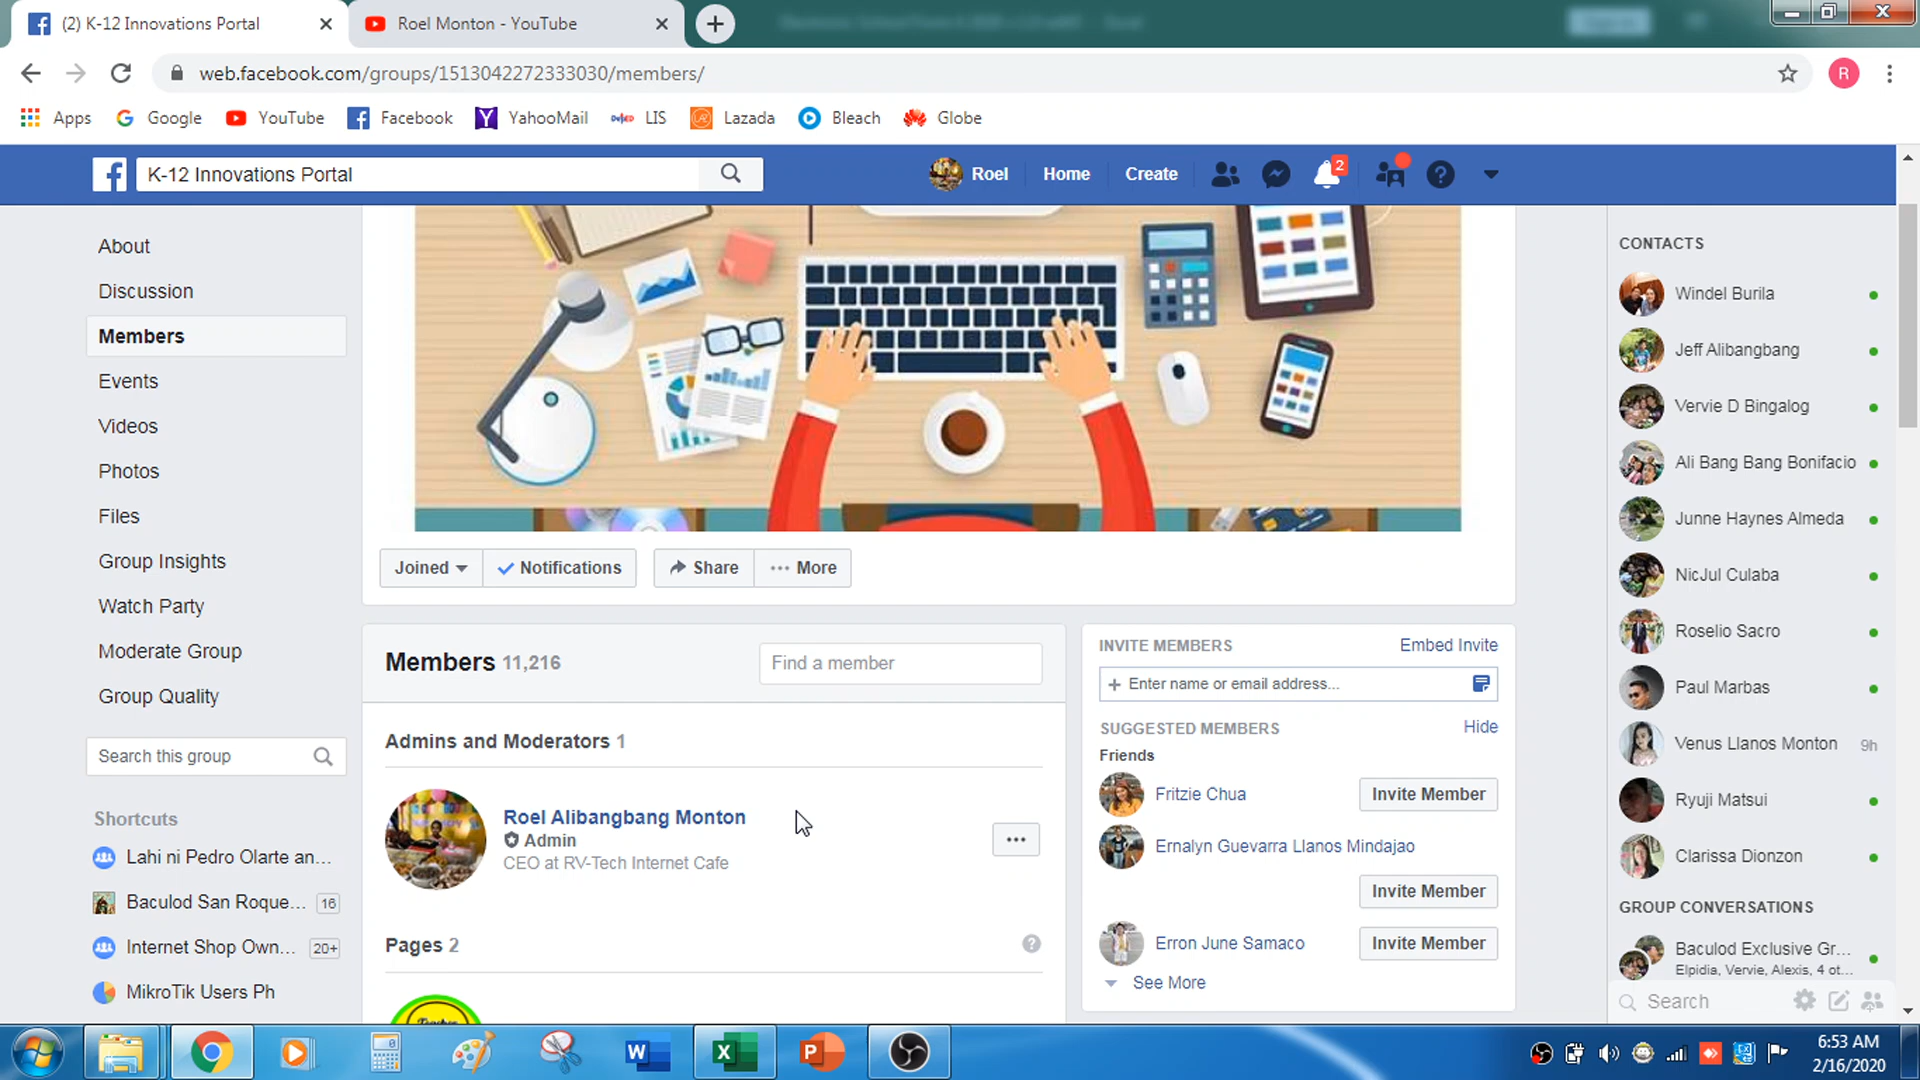 (2) K-12 Innovations Portal
Roel Monton - YouTube
web.facebook.com/groups/1513042272333030/members/
R
Apps
Google
YouTube
Facebook
YahooMail
LIS
Lazada
Bleach
Globe
K-12 Innovations Portal
Roel
Home
Create
2
About
Discussion
Members
Events
Videos
Photos
Files
Group Insights
Watch Party
Moderate Group
Group Quality
Search this group
Shortcuts
Lahi ni Pedro Olarte an...
Baculod San Roque... 16
Internet Shop Own... 20+
MikroTik Users Ph
Joined
Notifications
Share
More
Members 11,216
Find a member
Admins and Moderators 1
Roel Alibangbang Monton
Admin
CEO at RV-Tech Internet Cafe
Pages 2
INVITE MEMBERS
Embed Invite
+ Enter name or email address...
SUGGESTED MEMBERS
Hide
Friends
Fritzie Chua
Invite Member
Ernalyn Guevarra Llanos Mindajao
Invite Member
Erron June Samaco
Invite Member
See More
CONTACTS
Windel Burila
Jeff Alibangbang
Vervie D Bingalog
Ali Bang Bang Bonifacio
Junne Haynes Almeda
NicJul Culaba
Roselio Sacro
Paul Marbas
Venus Llanos Monton 9h
Ryuji Matsui
Clarissa Dionzon
GROUP CONVERSATIONS
Baculod Exclusive Gr...
Elpidia, Vervie, Alexis, 4 ot...
Search
6:53 AM
2/16/2020